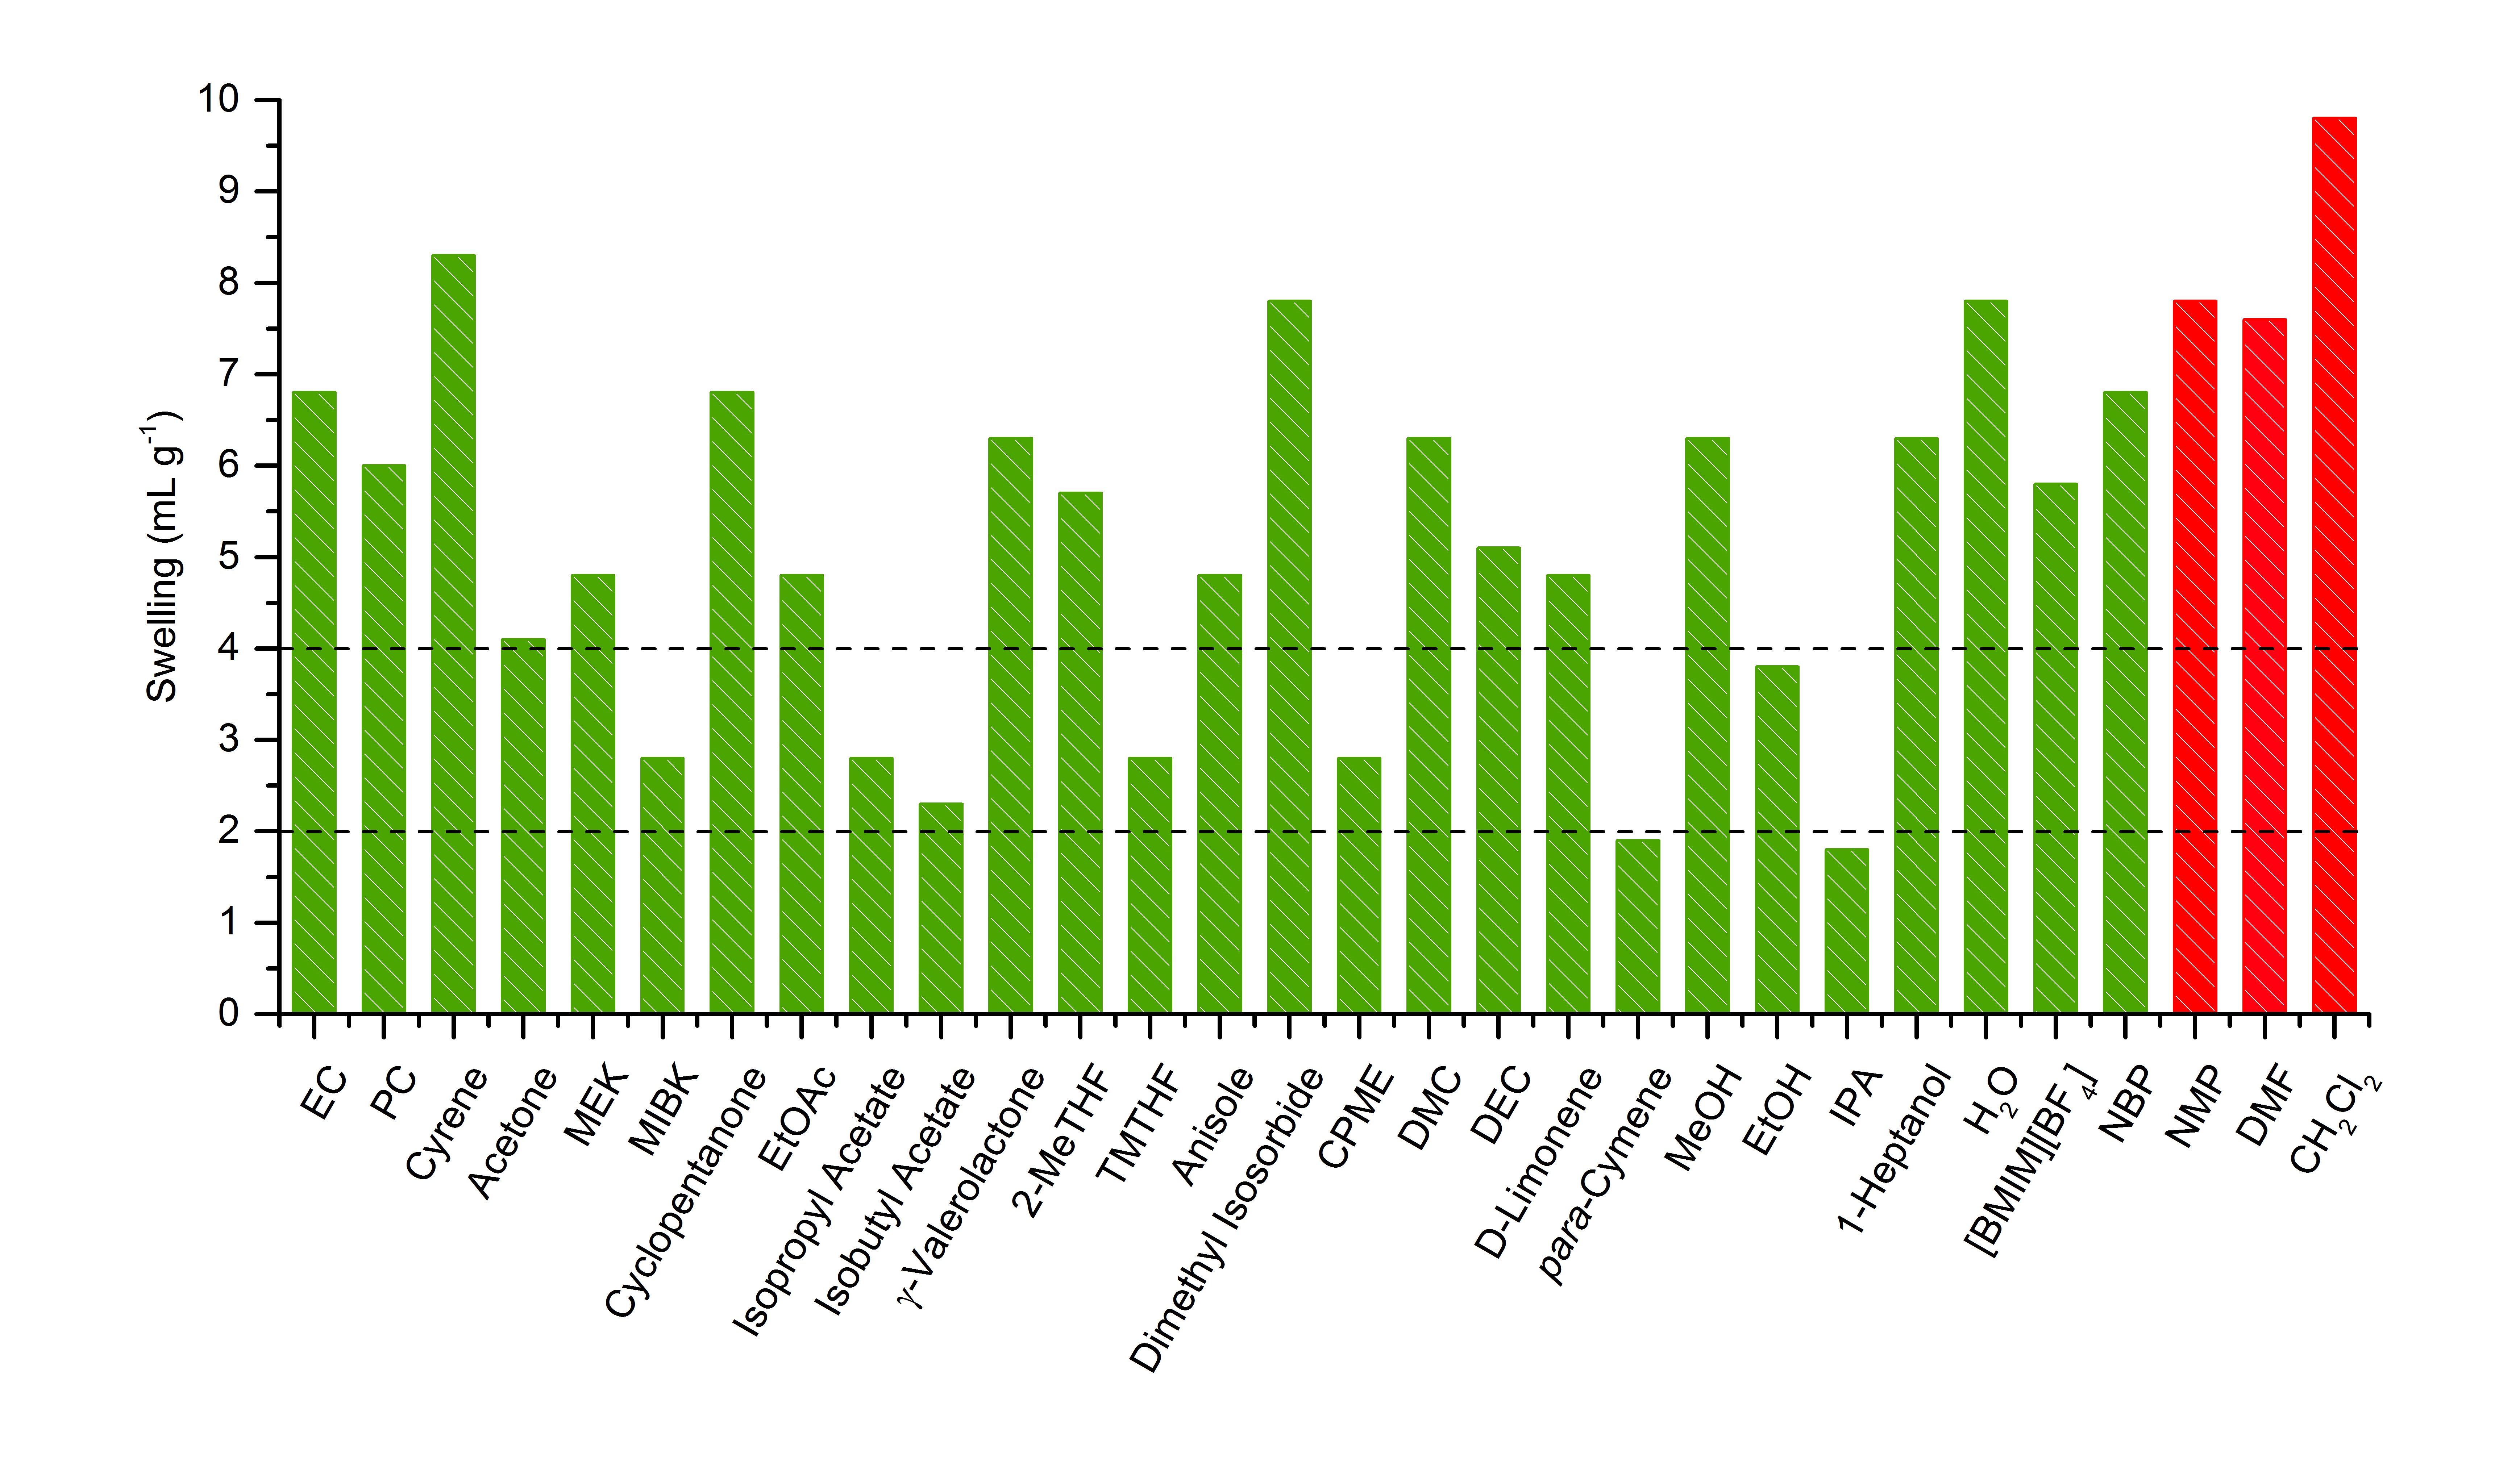 10
9
8
7
6
5
4
3
2
1
0
Swelling (mL g⁻¹)
EC
PC
Cyrene
Acetone
MEK
MIBK
Cyclopentanone
EtOAc
Isopropyl Acetate
Isobutyl Acetate
γ-Valerolactone
2-MeTHF
TMTHF
Anisole
Dimethyl Isosorbide
CPME
DMC
DEC
D-Limonene
para-Cymene
MeOH
EtOH
IPA
1-Heptanol
H₂O
[BMIM][BF₄]
NBP
NMP
DMF
CH₂Cl₂